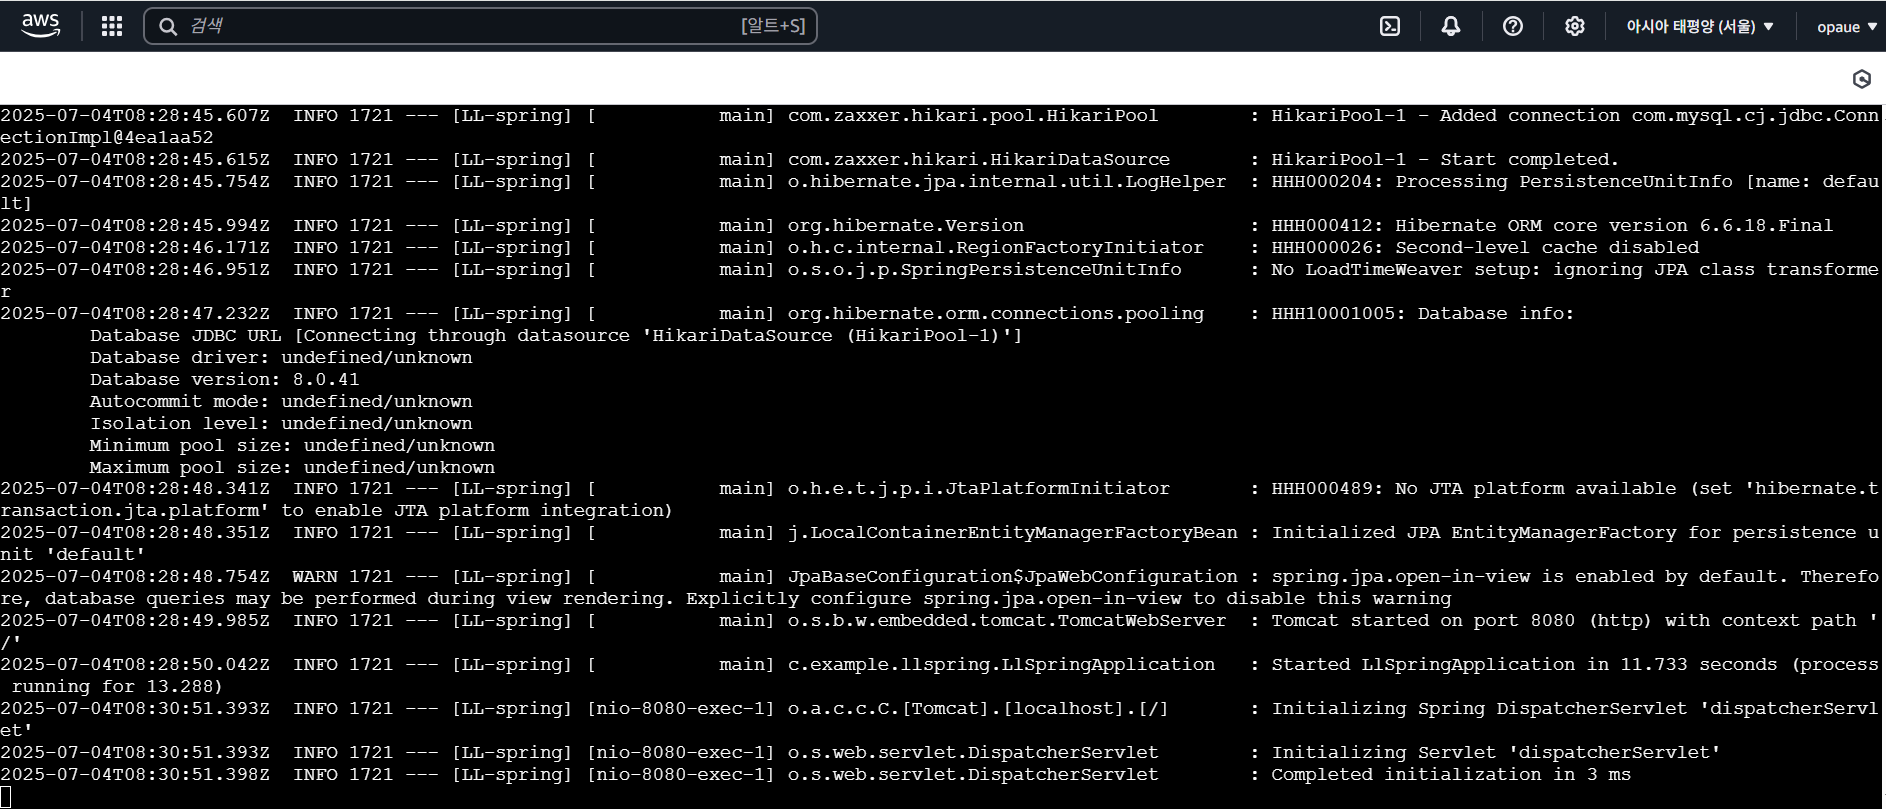 aws
검색
[알트+S]
아시아 태평양 (서울)
opaue
2025-07-04T08:28:45.607Z  INFO 1721 --- [LL-spring] [           main] com.zaxxer.hikari.pool.HikariPool        : HikariPool-1 - Added connection com.mysql.cj.jdbc.Conn
ectionImpl@4ea1aa52
2025-07-04T08:28:45.615Z  INFO 1721 --- [LL-spring] [           main] com.zaxxer.hikari.HikariDataSource       : HikariPool-1 - Start completed.
2025-07-04T08:28:45.754Z  INFO 1721 --- [LL-spring] [           main] o.hibernate.jpa.internal.util.LogHelper  : HHH000204: Processing PersistenceUnitInfo [name: defau
lt]
2025-07-04T08:28:45.994Z  INFO 1721 --- [LL-spring] [           main] org.hibernate.Version                    : HHH000412: Hibernate ORM core version 6.6.18.Final
2025-07-04T08:28:46.171Z  INFO 1721 --- [LL-spring] [           main] o.h.c.internal.RegionFactoryInitiator    : HHH000026: Second-level cache disabled
2025-07-04T08:28:46.951Z  INFO 1721 --- [LL-spring] [           main] o.s.o.j.p.SpringPersistenceUnitInfo      : No LoadTimeWeaver setup: ignoring JPA class transforme
r
2025-07-04T08:28:47.232Z  INFO 1721 --- [LL-spring] [           main] org.hibernate.orm.connections.pooling    : HHH10001005: Database info:
        Database JDBC URL [Connecting through datasource 'HikariDataSource (HikariPool-1)']
        Database driver: undefined/unknown
        Database version: 8.0.41
        Autocommit mode: undefined/unknown
        Isolation level: undefined/unknown
        Minimum pool size: undefined/unknown
        Maximum pool size: undefined/unknown
2025-07-04T08:28:48.341Z  INFO 1721 --- [LL-spring] [           main] o.h.e.t.j.p.i.JtaPlatformInitiator       : HHH000489: No JTA platform available (set 'hibernate.t
ransaction.jta.platform' to enable JTA platform integration)
2025-07-04T08:28:48.351Z  INFO 1721 --- [LL-spring] [           main] j.LocalContainerEntityManagerFactoryBean : Initialized JPA EntityManagerFactory for persistence u
nit 'default'
2025-07-04T08:28:48.754Z  WARN 1721 --- [LL-spring] [           main] JpaBaseConfiguration$JpaWebConfiguration : spring.jpa.open-in-view is enabled by default. Therefo
re, database queries may be performed during view rendering. Explicitly configure spring.jpa.open-in-view to disable this warning
2025-07-04T08:28:49.985Z  INFO 1721 --- [LL-spring] [           main] o.s.b.w.embedded.tomcat.TomcatWebServer  : Tomcat started on port 8080 (http) with context path '
/'
2025-07-04T08:28:50.042Z  INFO 1721 --- [LL-spring] [           main] c.example.llspring.LlSpringApplication   : Started LlSpringApplication in 11.733 seconds (process
 running for 13.288)
2025-07-04T08:30:51.393Z  INFO 1721 --- [LL-spring] [nio-8080-exec-1] o.a.c.c.C.[Tomcat].[localhost].[/]       : Initializing Spring DispatcherServlet 'dispatcherServl
et'
2025-07-04T08:30:51.393Z  INFO 1721 --- [LL-spring] [nio-8080-exec-1] o.s.web.servlet.DispatcherServlet        : Initializing Servlet 'dispatcherServlet'
2025-07-04T08:30:51.398Z  INFO 1721 --- [LL-spring] [nio-8080-exec-1] o.s.web.servlet.DispatcherServlet        : Completed initialization in 3 ms